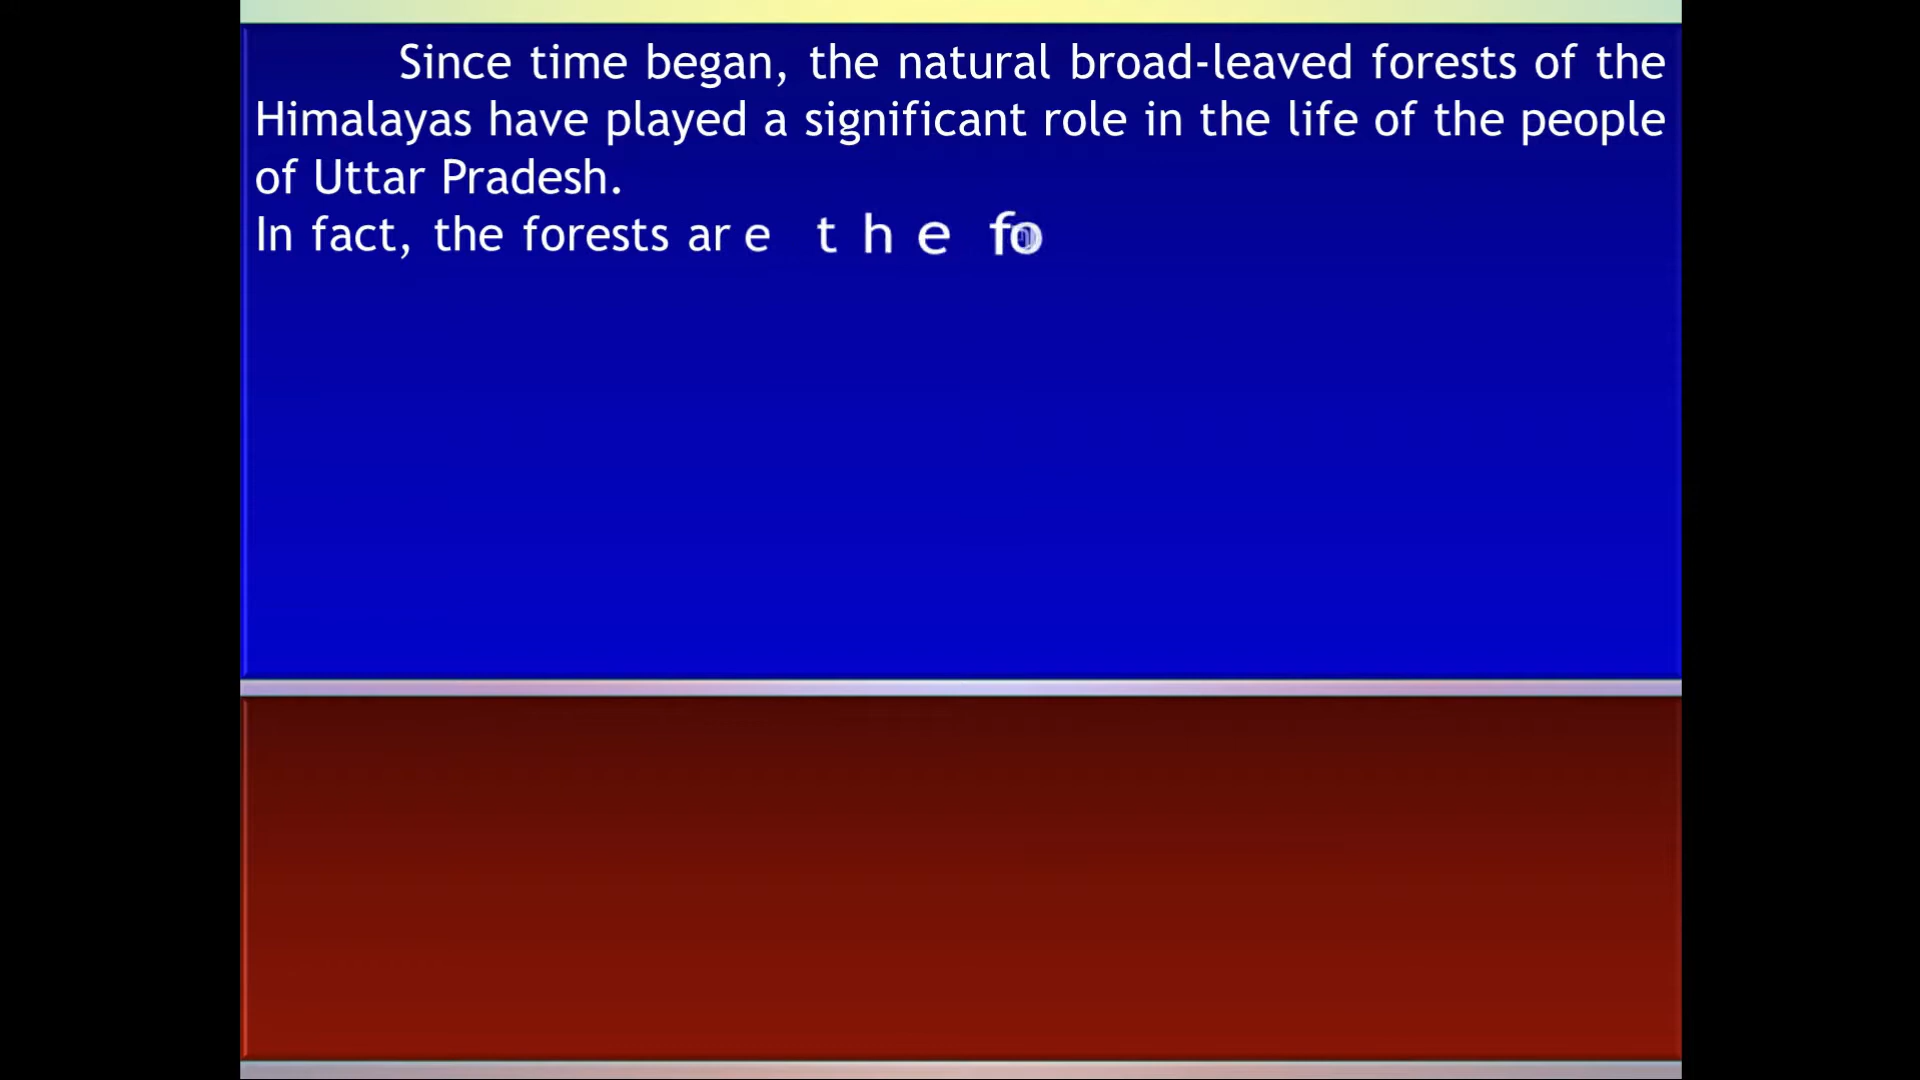 Since time began, the natural broad-leaved forests of the
Himalayas have played a significant role in the life of the people
of Uttar Pradesh.
In fact, the forests are the fo